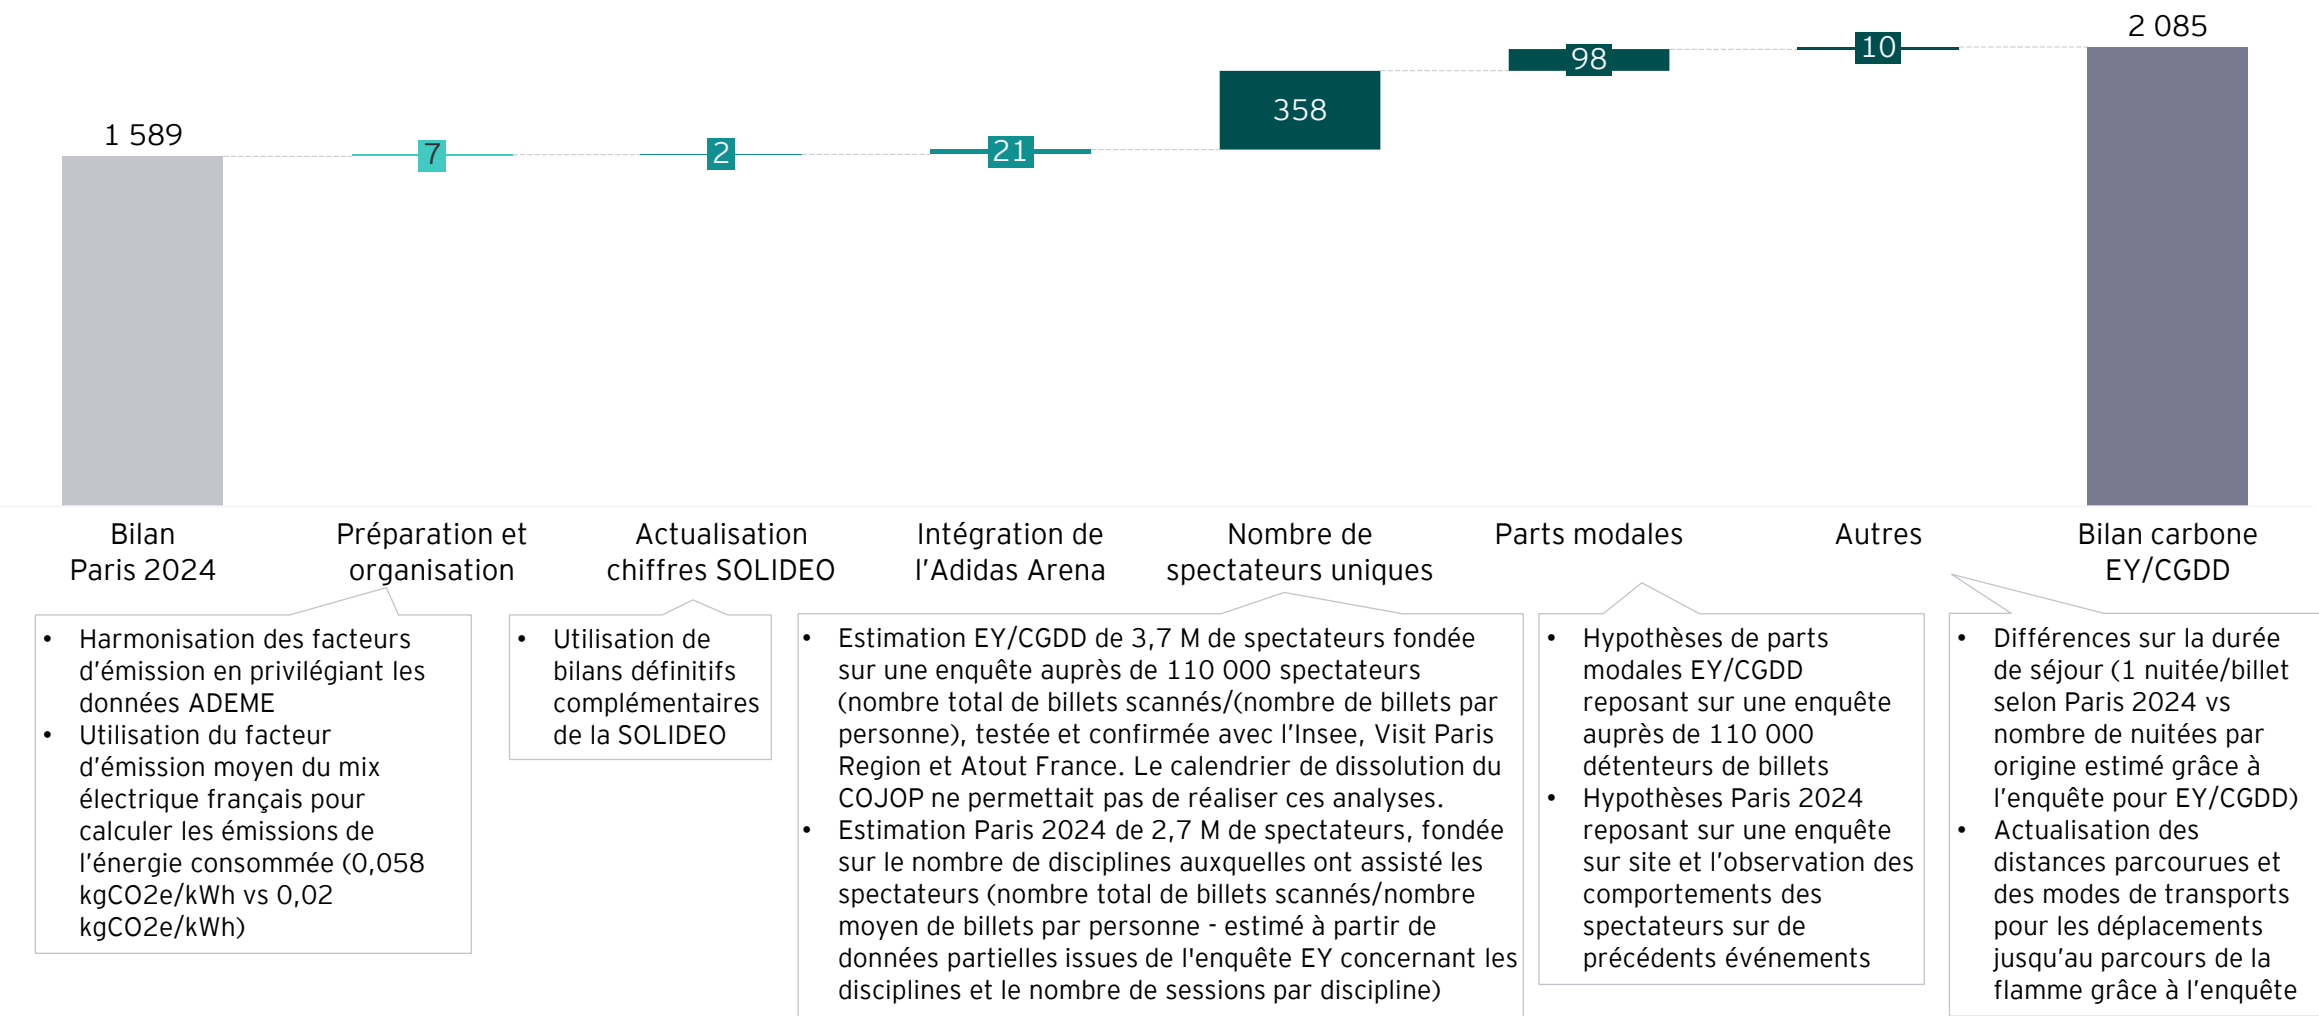 1 589
7
2
21
358
98
10
2 085
Bilan
Paris 2024
Préparation et
organisation
Actualisation
chiffres SOLIDEO
Intégration de
l'Adidas Arena
Nombre de
spectateurs uniques
Parts modales
Autres
Bilan carbone
EY/CGDD
• Harmonisation des facteurs
d'émission en privilégiant les
données ADEME
• Utilisation du facteur
d'émission moyen du mix
électrique français pour
calculer les émissions de
l'énergie consommée (0,058
kgCO2e/kWh vs 0,02
kgCO2e/kWh)
• Utilisation de
bilans définitifs
complémentaires
de la SOLIDEO
• Estimation EY/CGDD de 3,7 M de spectateurs fondée
sur une enquête auprès de 110 000 spectateurs
(nombre total de billets scannés/(nombre de billets par
personne), testée et confirmée avec l'Insee, Visit Paris
Region et Atout France. Le calendrier de dissolution du
COJOP ne permettait pas de réaliser ces analyses.
• Estimation Paris 2024 de 2,7 M de spectateurs, fondée
sur le nombre de disciplines auxquelles ont assisté les
spectateurs (nombre total de billets scannés/nombre
moyen de billets par personne - estimé à partir de
données partielles issues de l'enquête EY concernant les
disciplines et le nombre de sessions par discipline)
• Hypothèses de parts
modales EY/CGDD
reposant sur une enquête
auprès de 110 000
détenteurs de billets
• Hypothèses Paris 2024
reposant sur une enquête
sur site et l'observation des
comportements des
spectateurs sur de
précédents événements
• Différences sur la durée
de séjour (1 nuitée/billet
selon Paris 2024 vs
nombre de nuitées par
origine estimé grâce à
l'enquête pour EY/CGDD)
• Actualisation des
distances parcourues et
des modes de transports
pour les déplacements
jusqu'au parcours de la
flamme grâce à l'enquête